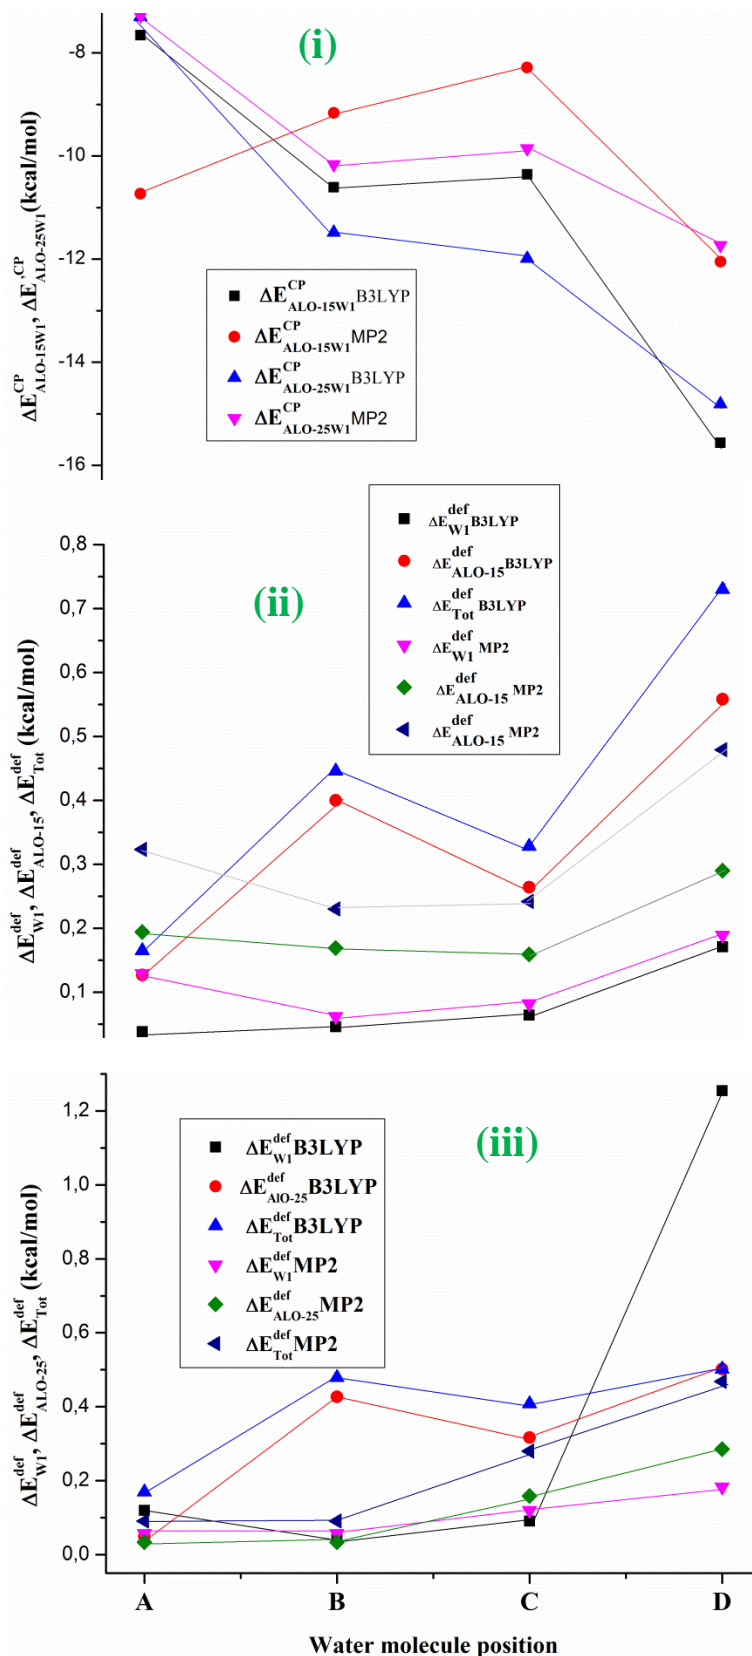 (i)
-8
-10
-12
-14
-16
ΔE^CP_ALO-15W1, ΔE^,CP_ALO-25W1(kcal/mol)
ΔE^CP_ALO-15W1 B3LYP
ΔE^CP_ALO-15W1 MP2
ΔE^CP_ALO-25W1 B3LYP
ΔE^CP_ALO-25W1 MP2
(ii)
0,8
0,7
0,6
0,5
0,4
0,3
0,2
0,1
ΔE^def_W1, ΔE^def_ALO-15, ΔE^def_Tot (kcal/mol)
ΔE^def_W1 B3LYP
ΔE^def_ALO-15 B3LYP
ΔE^def_Tot B3LYP
ΔE^def_W1 MP2
ΔE^def_ALO-15 MP2
ΔE^def_ALO-15 MP2
(iii)
1,2
1,0
0,8
0,6
0,4
0,2
0,0
ΔE^def_W1, ΔE^def_ALO-25, ΔE^def_Tot (kcal/mol)
ΔE^def_W1 B3LYP
ΔE^def_AlO-25 B3LYP
ΔE^def_Tot B3LYP
ΔE^def_W1 MP2
ΔE^def_ALO-25 MP2
ΔE^def_Tot MP2
A B C D
Water molecule position